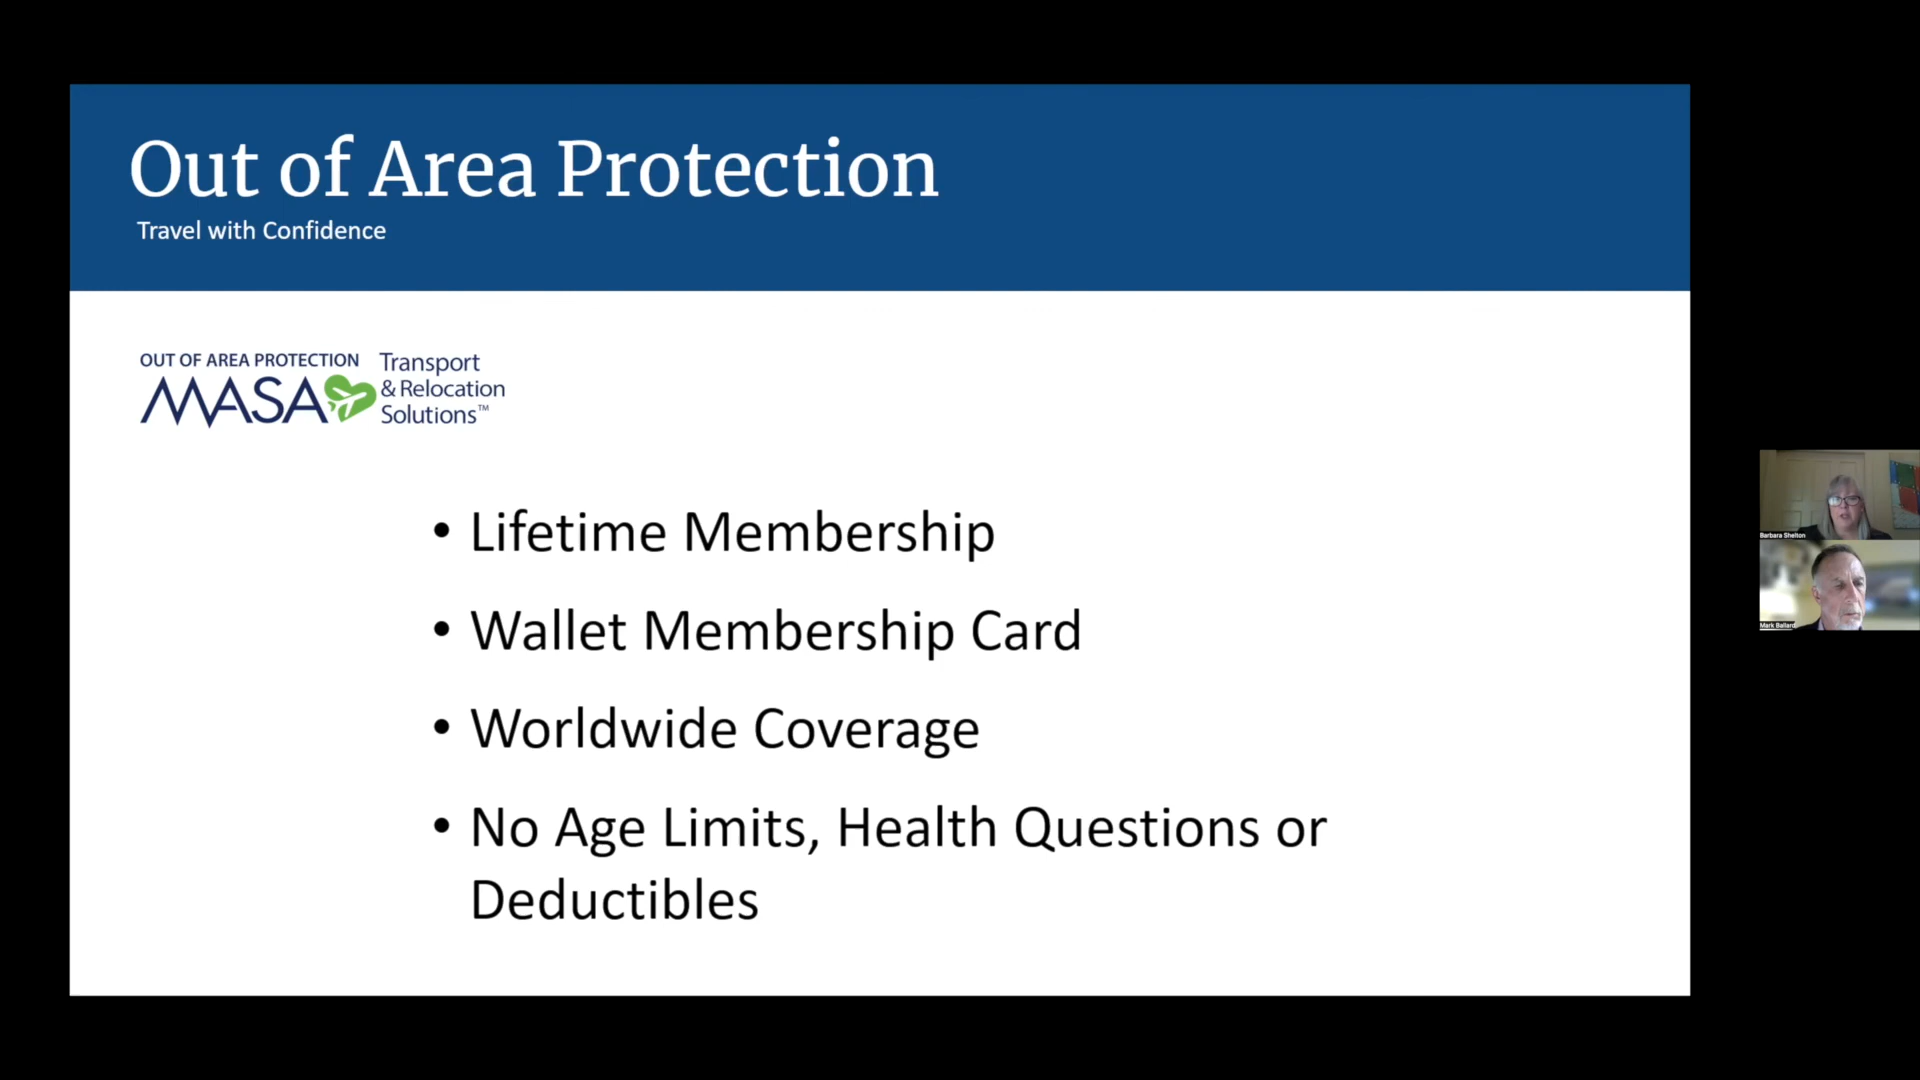 Out of Area Protection
Travel with Confidence
OUT OF AREA PROTECTION
MASA
Transport
& Relocation
Solutions™
• Lifetime Membership
• Wallet Membership Card
• Worldwide Coverage
• No Age Limits, Health Questions or
Deductibles
Barbara Shelton
Mark Ballard